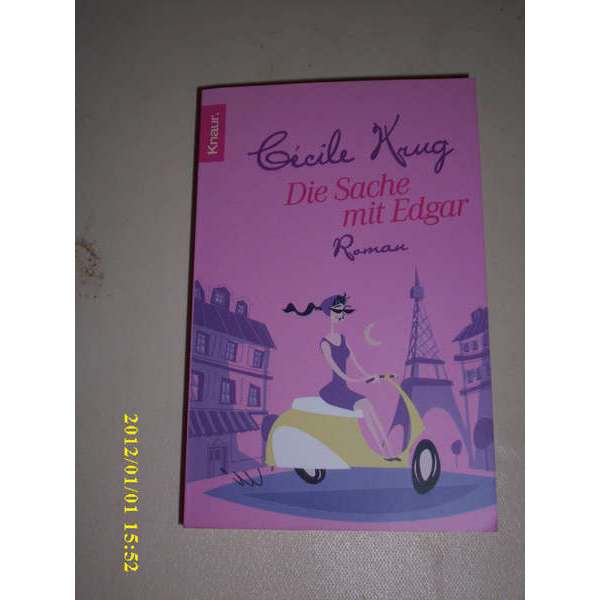 Knaur.
Cécile Krug
Die Sache
mit Edgar
Roman
2012/01/01 15:52